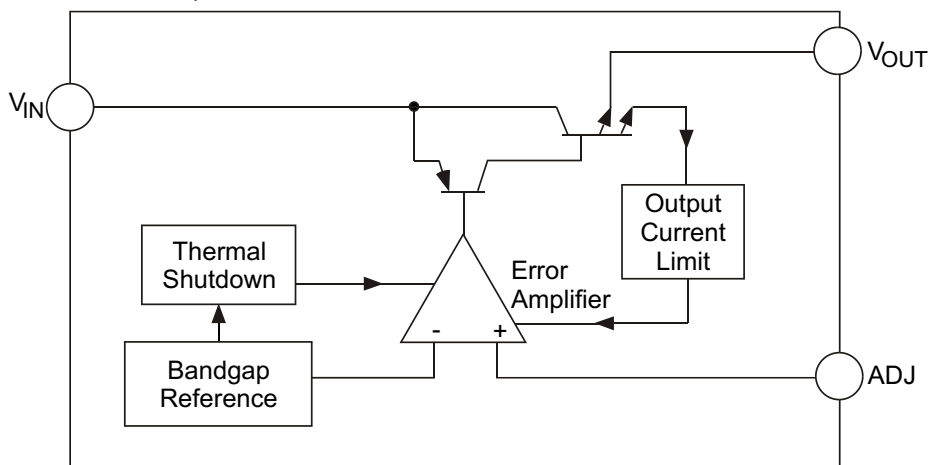 VOUT
VIN
Output
Current
Limit
Thermal
Shutdown
Error
Amplifier
- +
Bandgap
Reference
ADJ